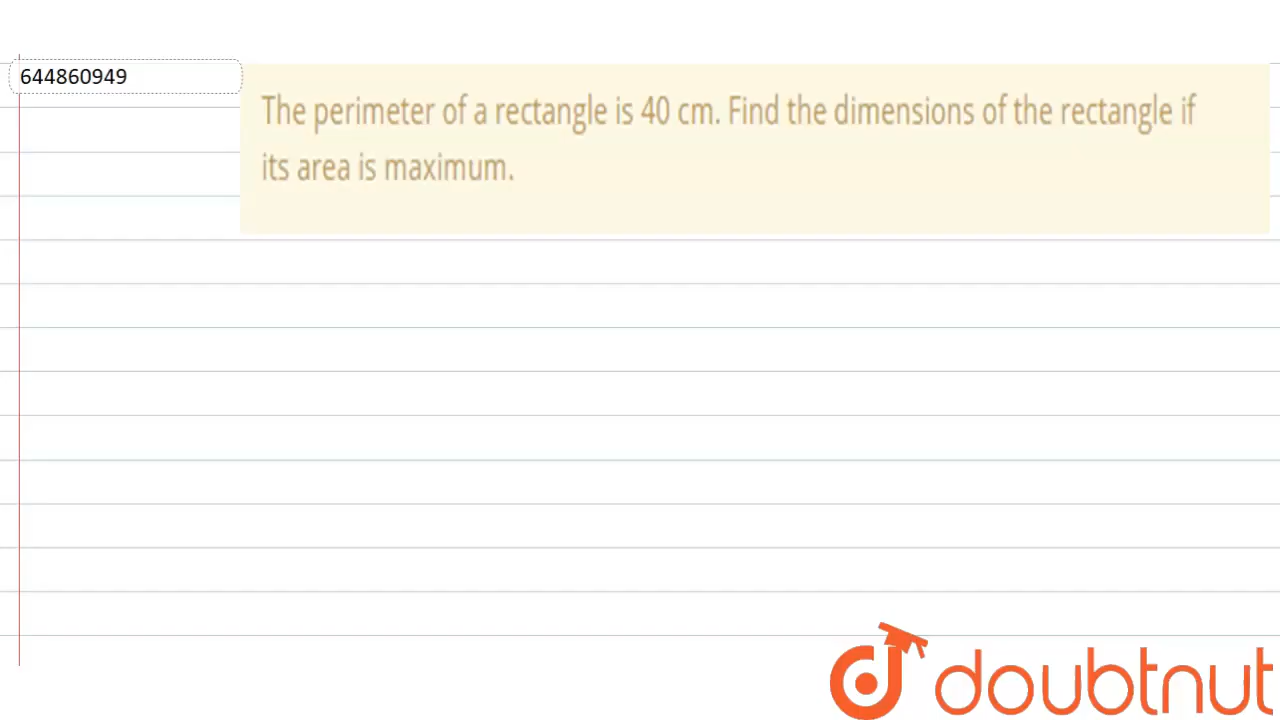 644860949
The perimeter of a rectangle is 40 cm. Find the dimensions of the rectangle if
its area is maximum.
doubtnut